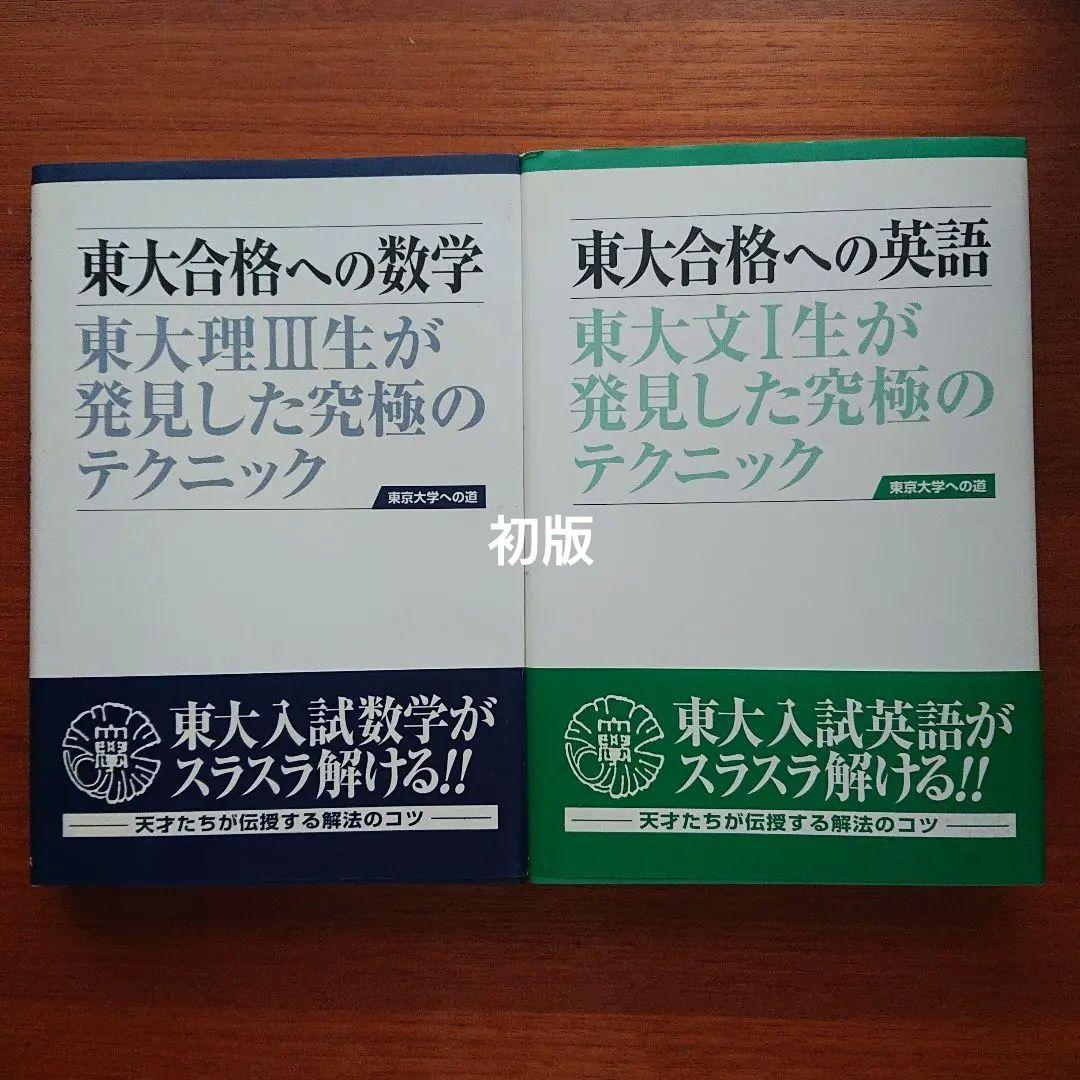 東大合格への数学
東大理III生が
発見した究極の
テクニック
東京大学への道
東大入試数学が
スラスラ解ける!!
天才たちが伝授する解法のコツ
東大合格への英語
東大文I生が
発見した究極の
テクニック
東京大学への道
東大入試英語が
スラスラ解ける!!
天才たちが伝授する解法のコツ
初版